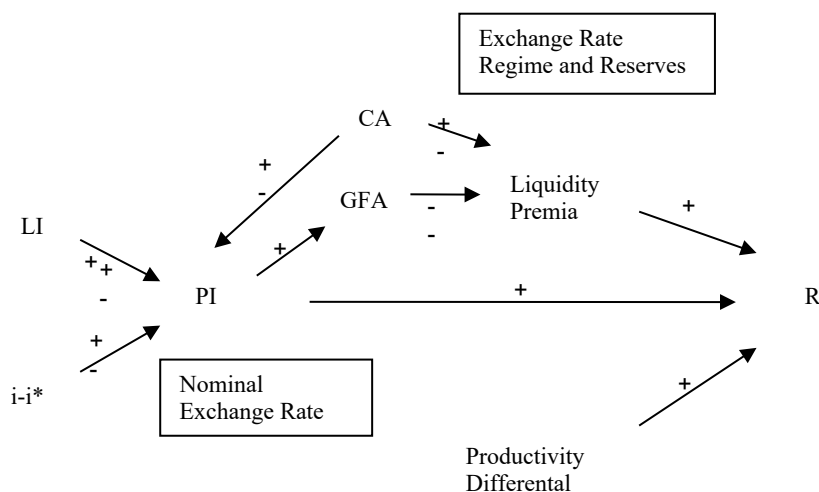 Exchange Rate
Regime and Reserves
CA
+
-
+
-
GFA
-
-
Liquidity
Premia
+
LI
+
+
-
+
PI
+
R
+
-
i-i*
Nominal
Exchange Rate
+
Productivity
Differental